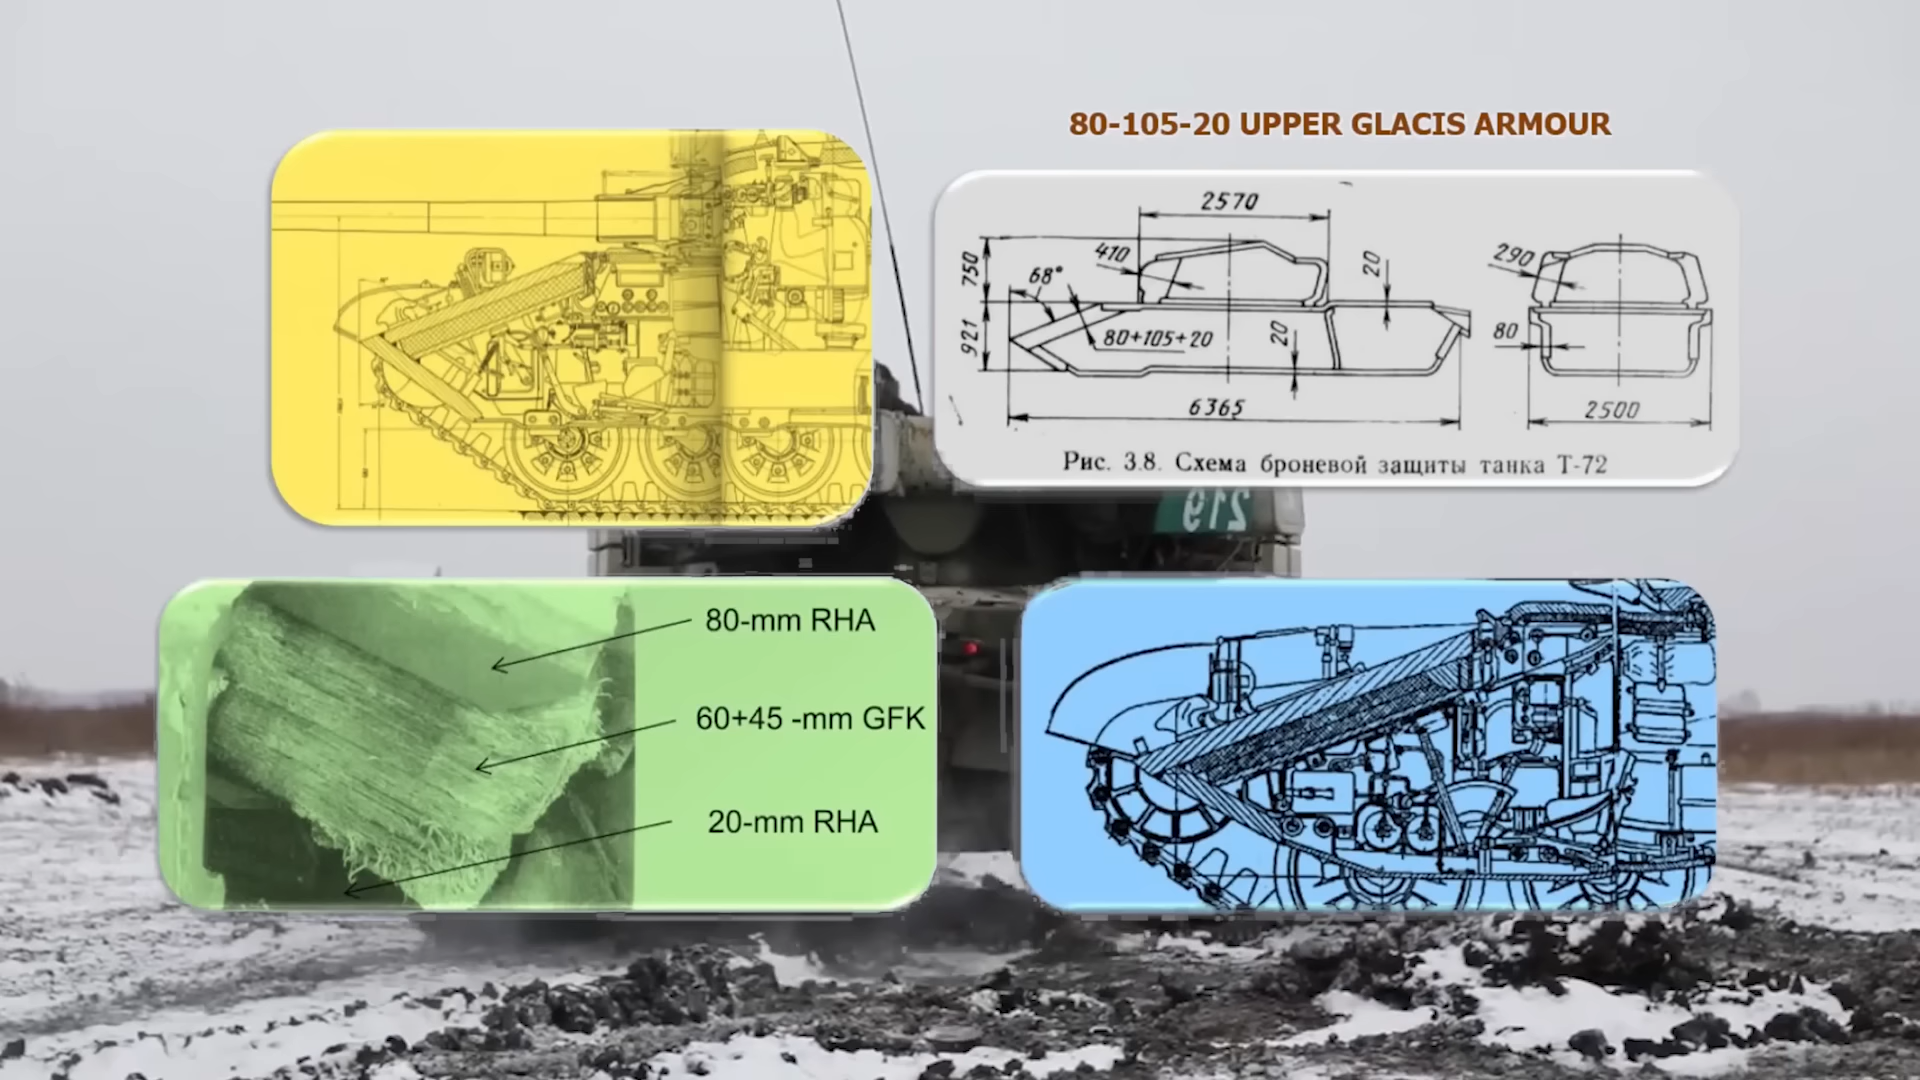 80-105-20 UPPER GLACIS ARMOUR
2570
410
750
68°
20
290
921
80+105+20
20
80
6365
2500
Рис. 3.8. Схема броневой защиты танка Т-72
219
80-mm RHA
60+45 -mm GFK
20-mm RHA